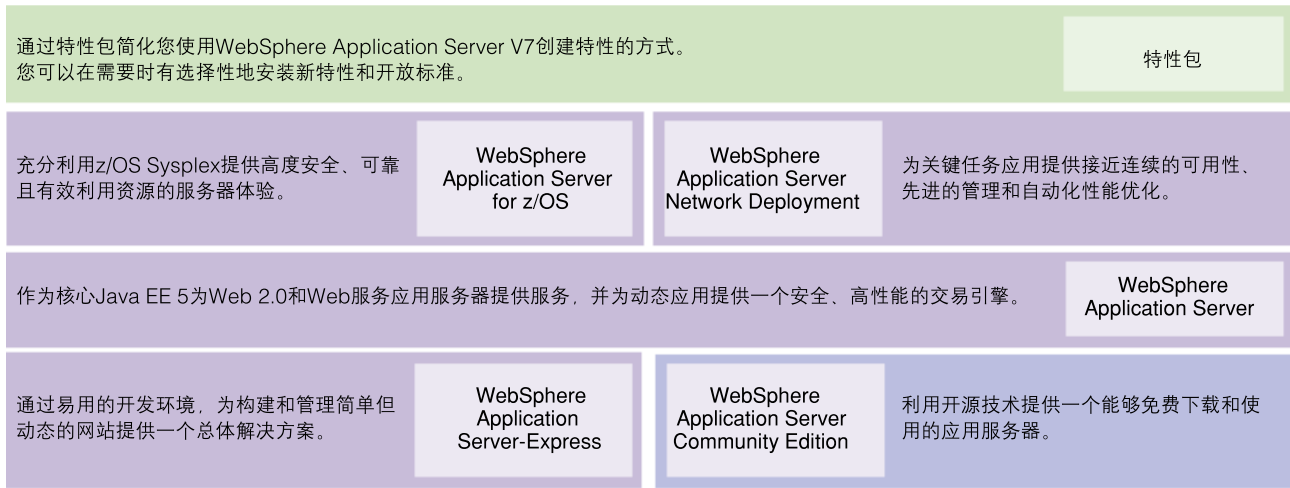 通过特性包简化您使用WebSphere Application Server V7创建特性的方式。
您可以在需要时有选择性地安装新特性和开放标准。
特性包
充分利用z/OS Sysplex提供高度安全、可靠
且有效利用资源的服务器体验。
WebSphere
Application Server
for z/OS
WebSphere
Application Server
Network Deployment
为关键任务应用提供接近连续的可用性、
先进的管理和自动化性能优化。
作为核心Java EE 5为Web 2.0和Web服务应用服务器提供服务，并为动态应用提供一个安全、高性能的交易引擎。
WebSphere
Application Server
通过易用的开发环境，为构建和管理简单但
动态的网站提供一个总体解决方案。
WebSphere
Application
Server-Express
WebSphere
Application Server
Community Edition
利用开源技术提供一个能够免费下载和使
用的应用服务器。